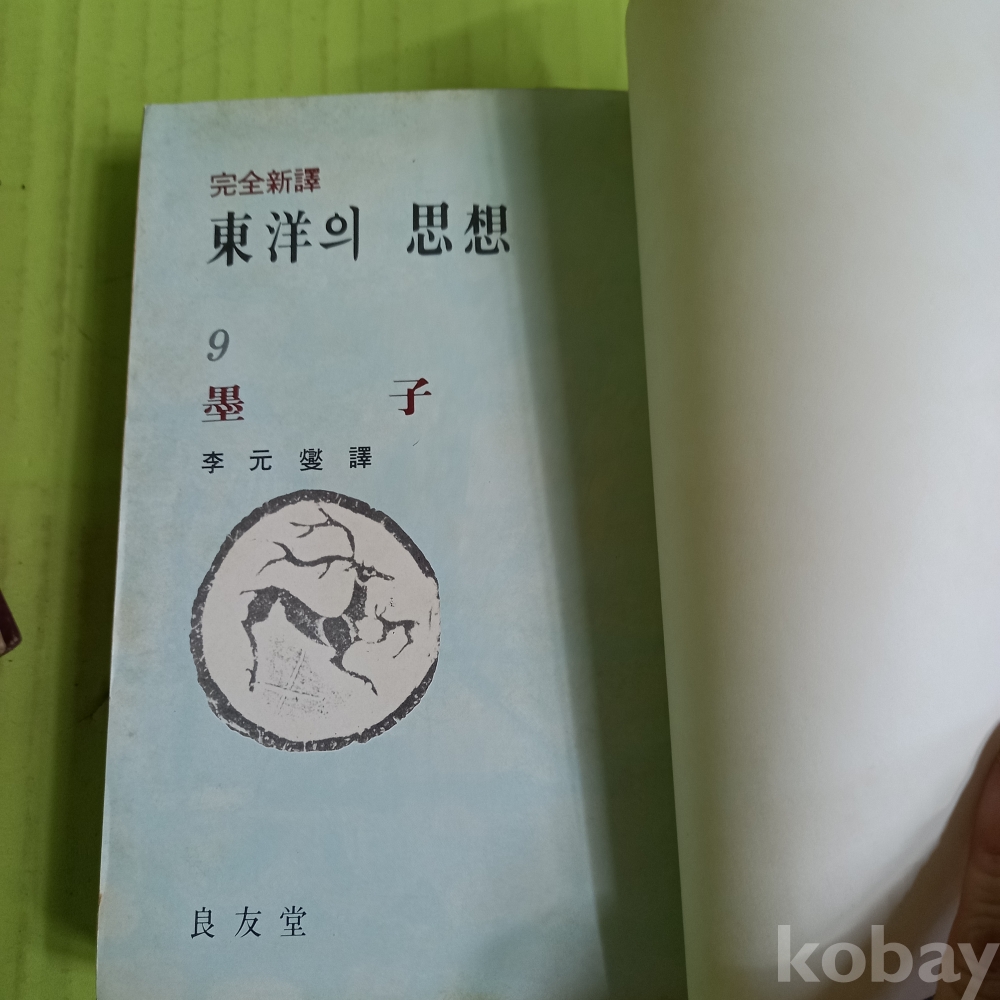 完全新譯
東洋의 思想
9
墨 子
李元燮譯
良友堂
kobay